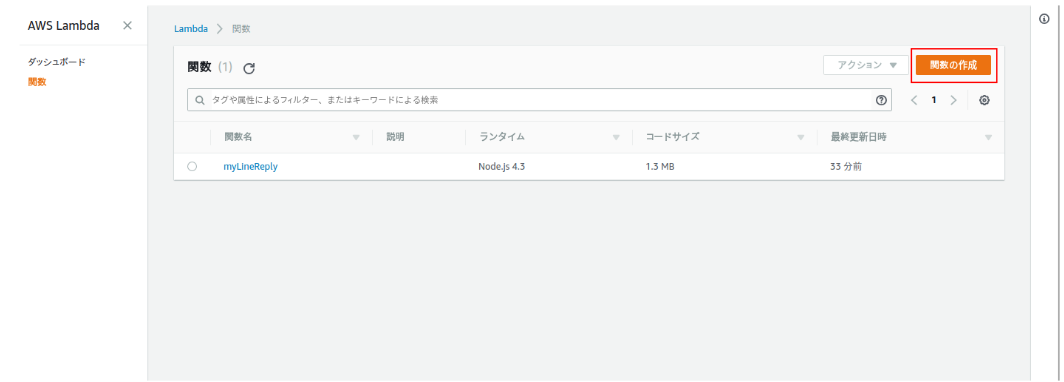 AWS Lambda ×
ダッシュボード
関数
Lambda > 関数
関数 (1)
アクション
関数の作成
タグや属性によるフィルター、またはキーワードによる検索
< 1 >
関数名 説明 ランタイム コードサイズ 最終更新日時
myLineReply Node.js 4.3 1.3 MB 33 分前